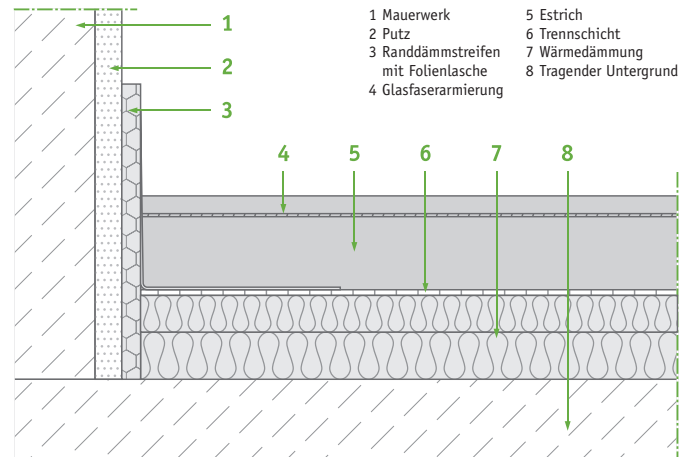 1 Mauerwerk
2 Putz
3 Randdämmstreifen
mit Folienlasche
4 Glasfaserarmierung
5 Estrich
6 Trennschicht
7 Wärmedämmung
8 Tragender Untergrund
1
2
3
4 5 6 7 8